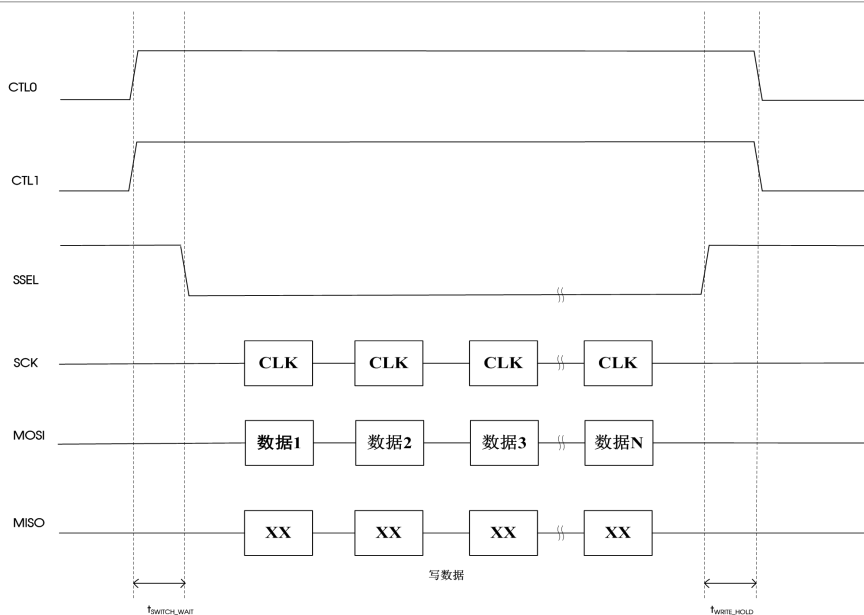 CTL0
CTL1
SSEL
SCK CLK CLK CLK CLK
MOSI 数据1 数据2 数据3 数据N
MISO XX XX XX XX
写数据
tSWITCH_WAIT tWRITE_HOLD